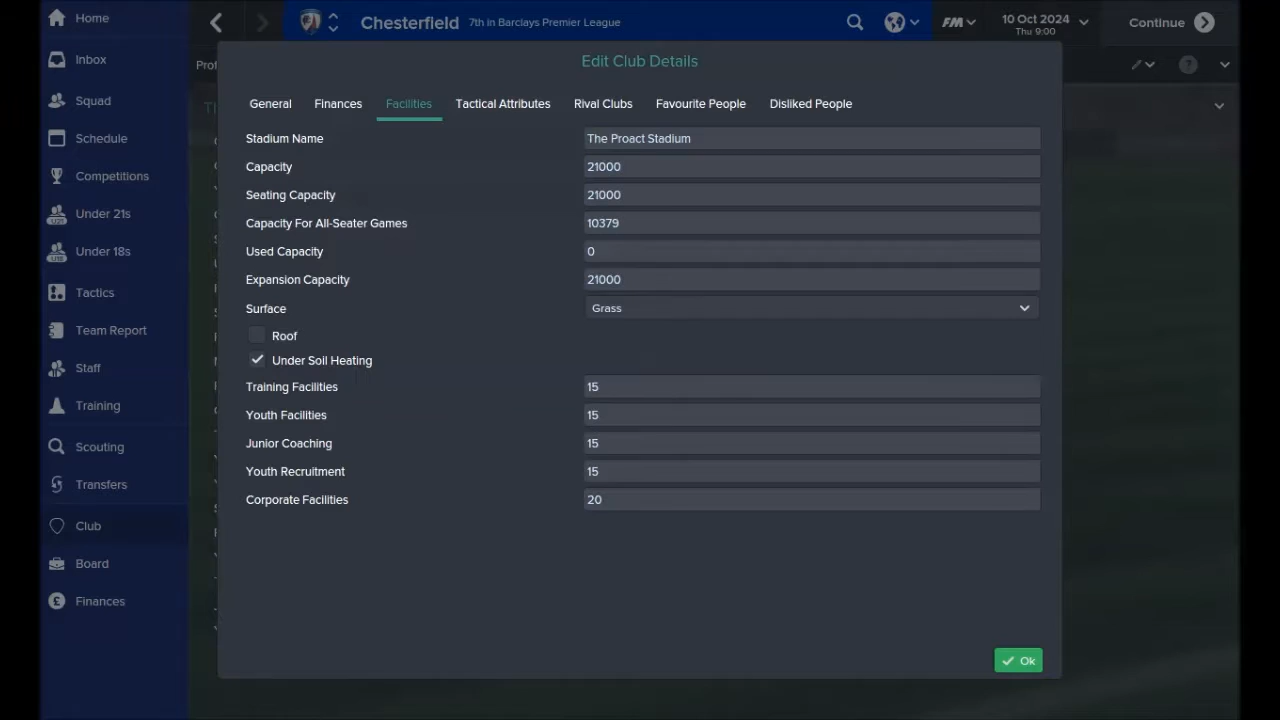 Home
Chesterfield 7th in Barclays Premier League
FM
10 Oct 2024
Thu 9:00
Continue
Inbox
Squad
Schedule
Competitions
Under 21s
Under 18s
Tactics
Team Report
Staff
Training
Scouting
Transfers
Club
Board
Finances
Edit Club Details
General Finances Facilities Tactical Attributes Rival Clubs Favourite People Disliked People
Stadium Name The Proact Stadium
Capacity 21000
Seating Capacity 21000
Capacity For All-Seater Games 10379
Used Capacity 0
Expansion Capacity 21000
Surface Grass
Roof
Under Soil Heating
Training Facilities 15
Youth Facilities 15
Junior Coaching 15
Youth Recruitment 15
Corporate Facilities 20
Ok